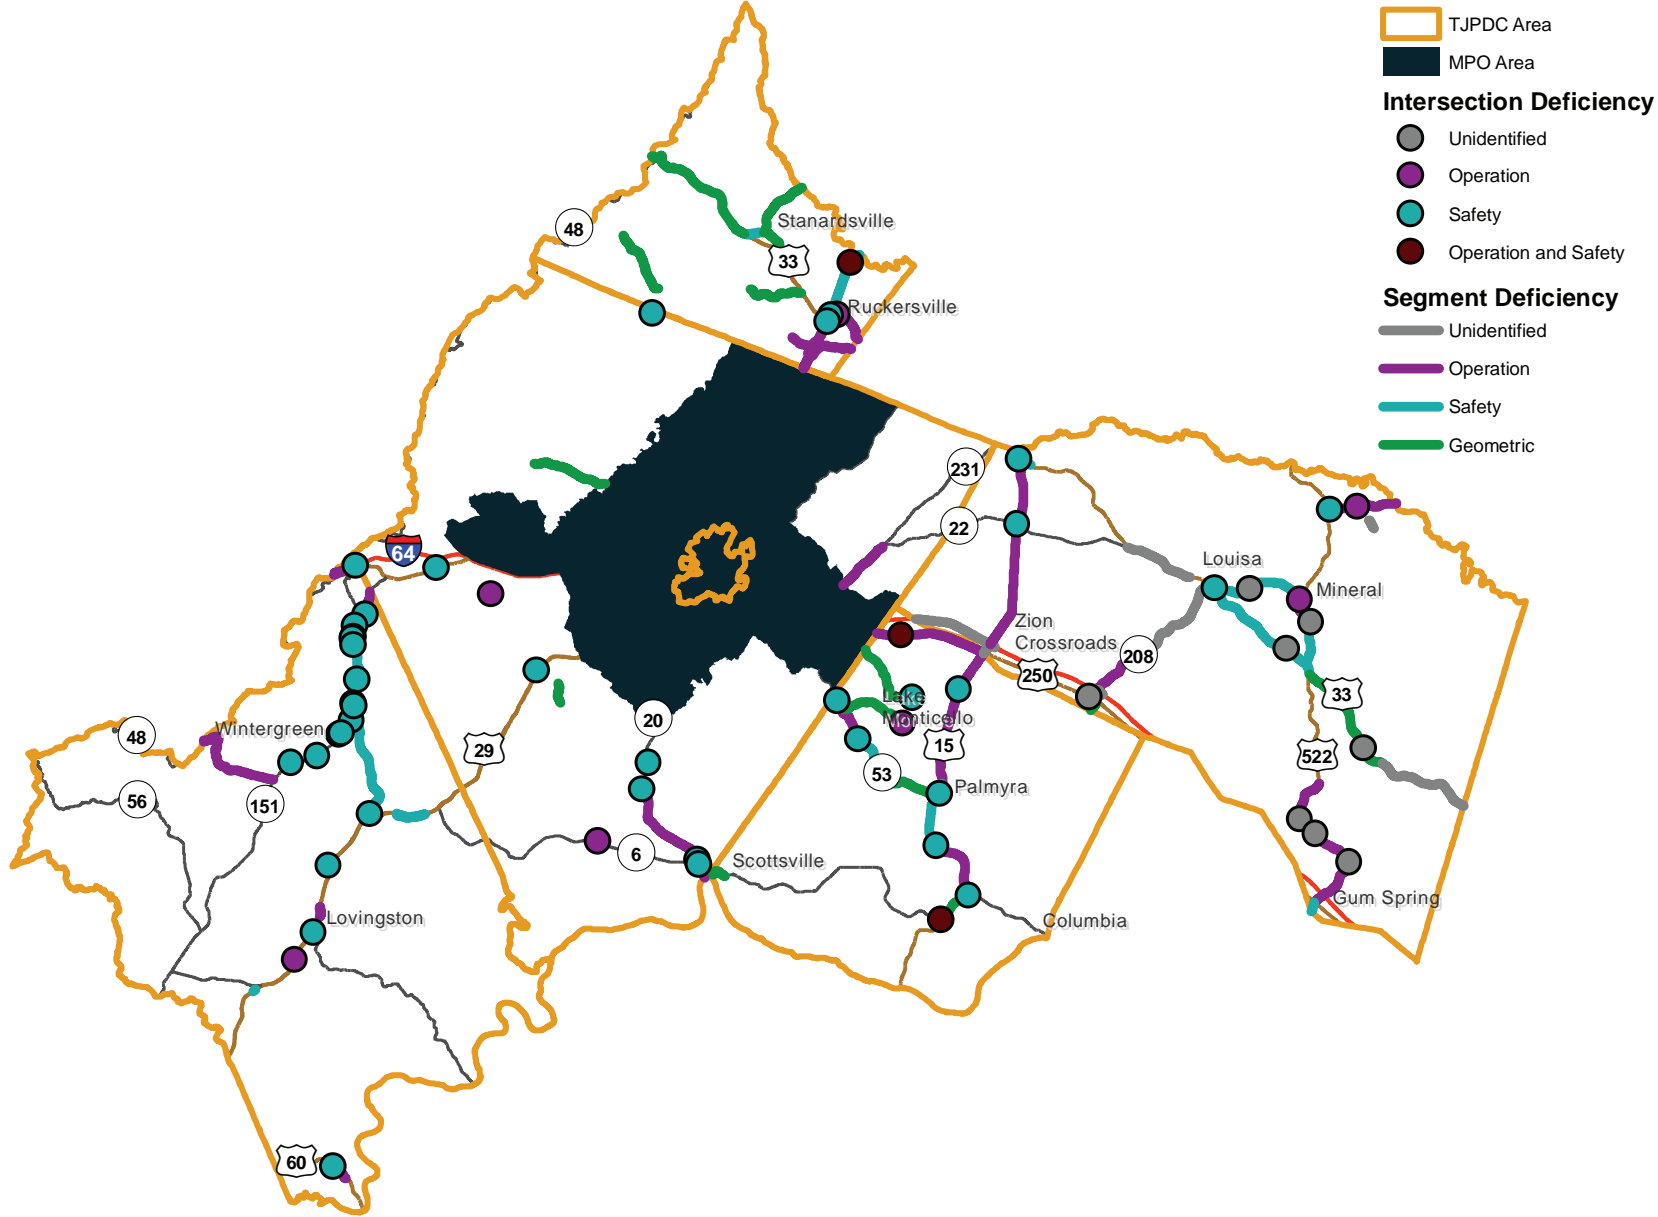 TJPDC Area
MPO Area
Intersection Deficiency
Unidentified
Operation
Safety
Operation and Safety
Segment Deficiency
Unidentified
Operation
Safety
Geometric
48
Stanardsville
33
Ruckersville
231
22
64
Louisa
Mineral
Zion
Crossroads
208
250
33
Lake
Monticello
20
Wintergreen
48
29
15
522
53
56
151
Palmyra
6
Scottsville
Gum Spring
Lovingston
Columbia
60